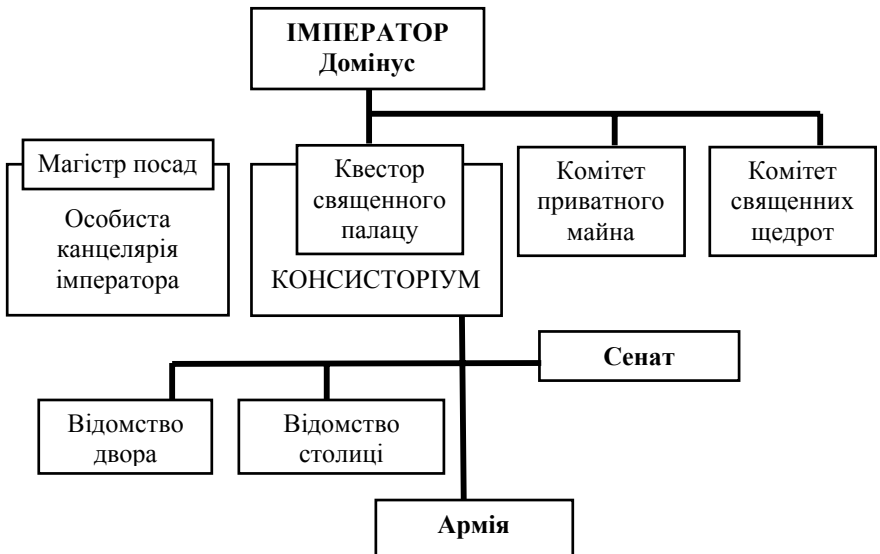 ІМПЕРАТОР
Домінус
Магістр посад
Особиста
канцелярія
імператора
Квестор
священного
палацу
КОНСИСТОРІУМ
Комітет
приватного
майна
Комітет
священних
щедрот
Сенат
Відомство
двора
Відомство
столиці
Армія